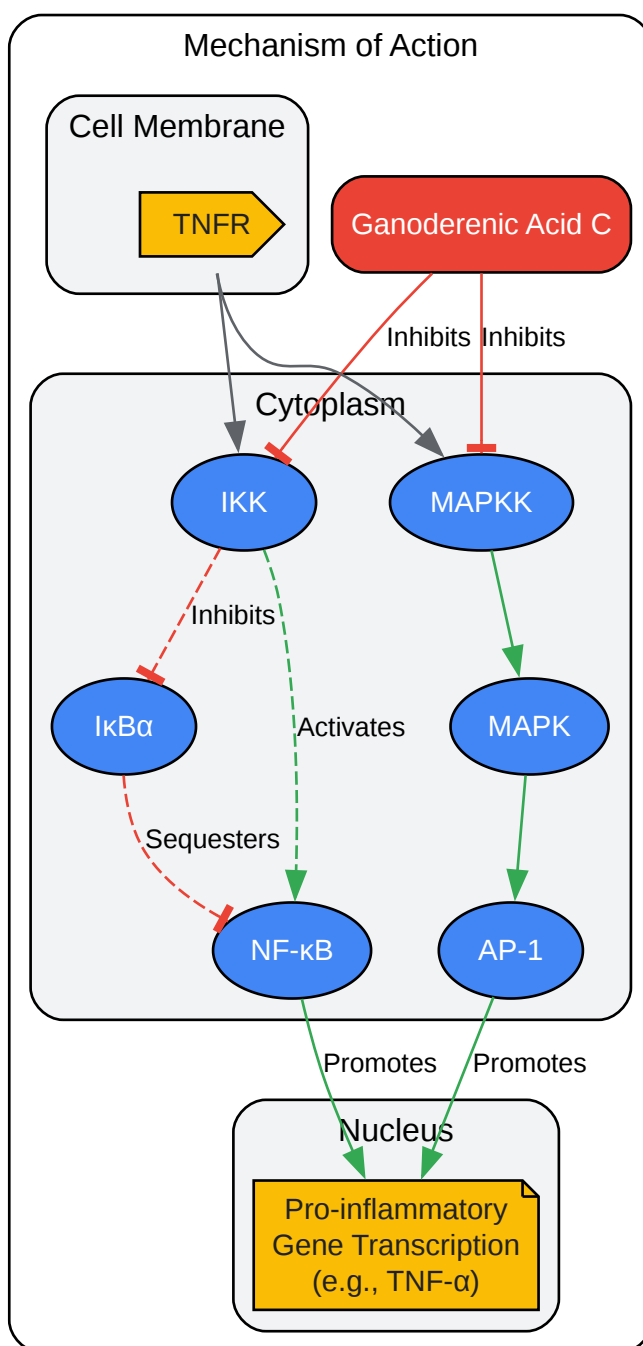 Mechanism of Action
Cell Membrane
TNFR
Ganoderenic Acid C
Inhibits
Inhibits
Cytoplasm
IKK
MAPKK
Inhibits
IκBα
Activates
MAPK
Sequesters
NF-κB
AP-1
Promotes
Promotes
Nucleus
Pro-inflammatory
Gene Transcription
(e.g., TNF-α)